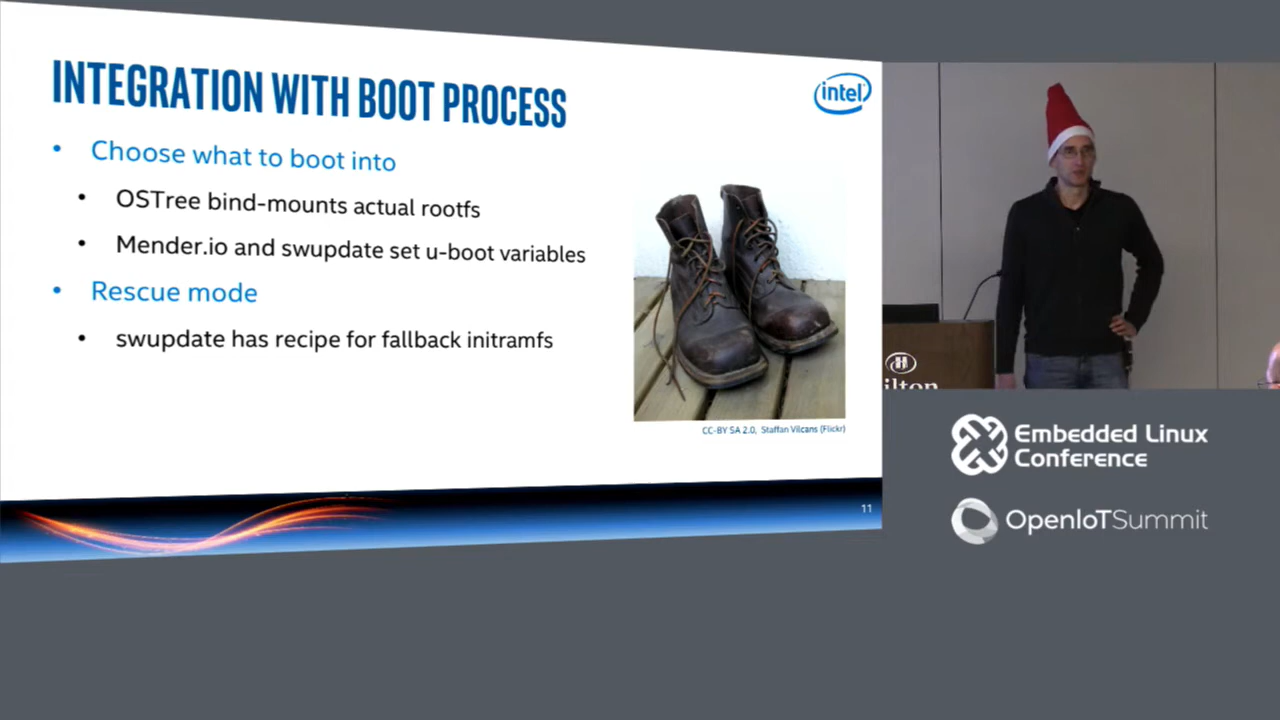 INTEGRATION WITH BOOT PROCESS
intel
• Choose what to boot into
• OSTree bind-mounts actual rootfs
• Mender.io and swupdate set u-boot variables
• Rescue mode
• swupdate has recipe for fallback initramfs
CC-BY SA 2.0, Staffan Vilcans (Flickr)
11
H
ilton
Embedded Linux
Conference
OpenIoTSummit